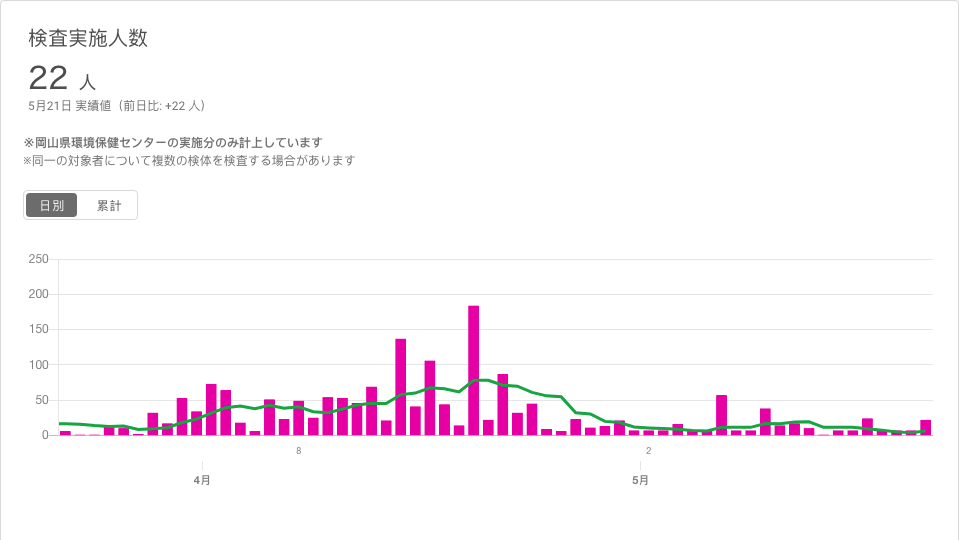 検査実施人数
22 人
5月21日 実績値（前日比: +22 人）
※岡山県環境保健センターの実施分のみ計上しています
※同一の対象者について複数の検体を検査する場合があります
日別 累計
250
200
150
100
50
0
8 2
4月 5月